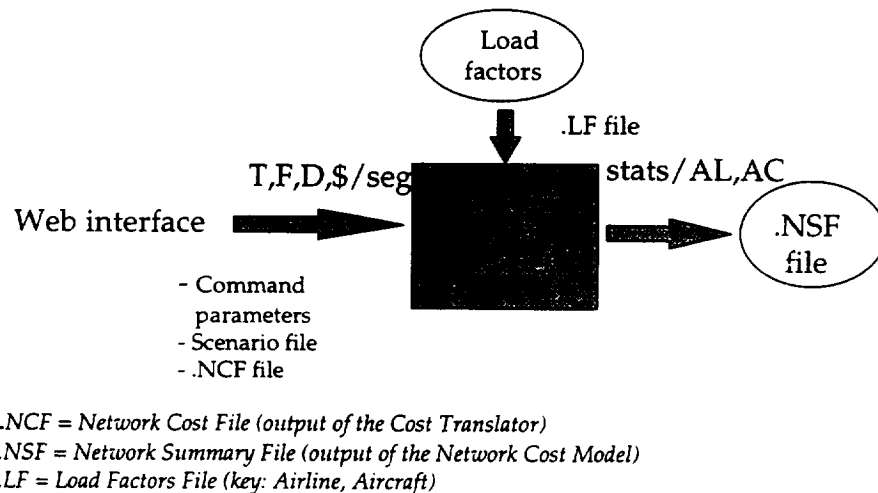 Load
factors
.LF file
T,F,D,$/seg
stats/AL,AC
Web interface
.NSF
file
- Command
parameters
- Scenario file
- .NCF file
.NCF = Network Cost File (output of the Cost Translator)
.NSF = Network Summary File (output of the Network Cost Model)
.LF = Load Factors File (key: Airline, Aircraft)